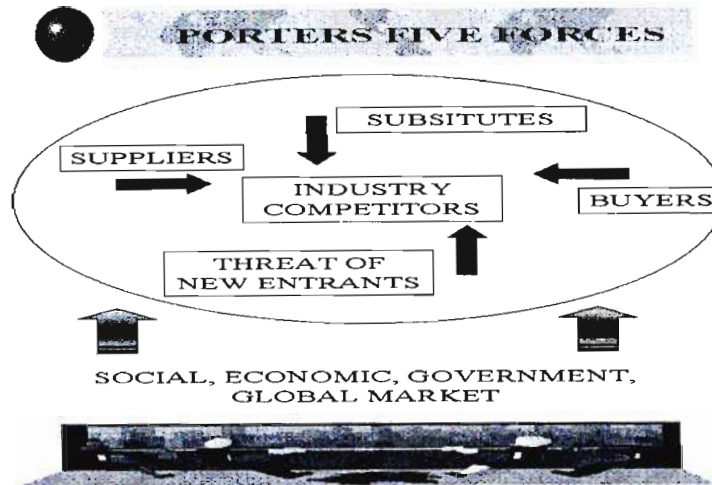 PORTERS FIVE FORCES
SUBSITUTES
SUPPLIERS
INDUSTRY
COMPETITORS
BUYERS
THREAT OF
NEW ENTRANTS
SOCIAL, ECONOMIC, GOVERNMENT,
GLOBAL MARKET